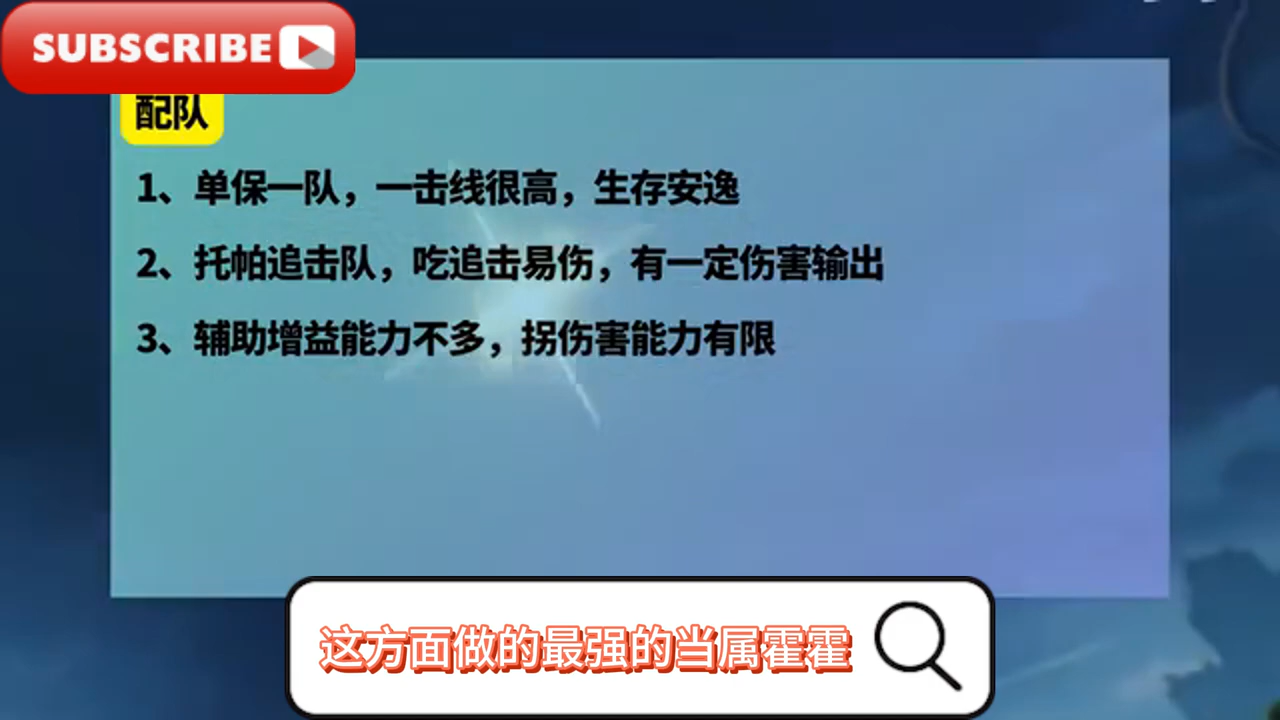 SUBSCRIBE
配队
1、单保一队，一击线很高，生存安逸
2、托帕追击队，吃追击易伤，有一定伤害输出
3、辅助增益能力不多，拐伤害能力有限
这方面做的最强的当属霍霍